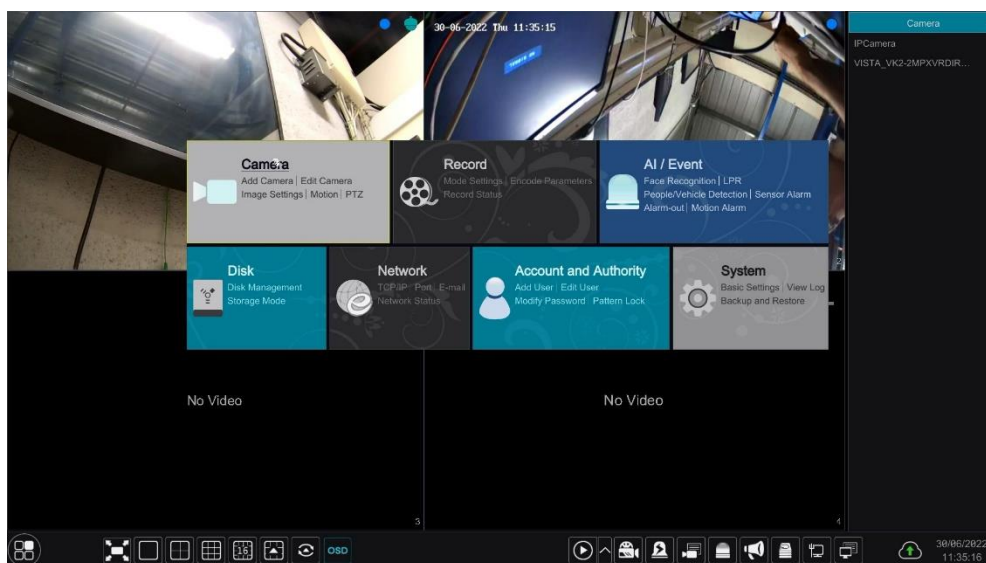 30-06-2022 Thu 11:35:15
Camera
IPCamera
VISTA_VK2-2MPXVRDIR...
Camera
Add Camera | Edit Camera
Image Settings | Motion | PTZ
Record
Mode Settings | Encode Parameters
Record Status
AI / Event
Face Recognition | LPR
People/Vehicle Detection | Sensor Alarm
Alarm-out | Motion Alarm
2
Disk
Disk Management
Storage Mode
Network
TCP/IP | Port | E-mail
Network Status
Account and Authority
Add User | Edit User
Modify Password | Pattern Lock
System
Basic Settings | View Log
Backup and Restore
No Video
No Video
3
4
16
OSD
30/06/2022
11:35:16